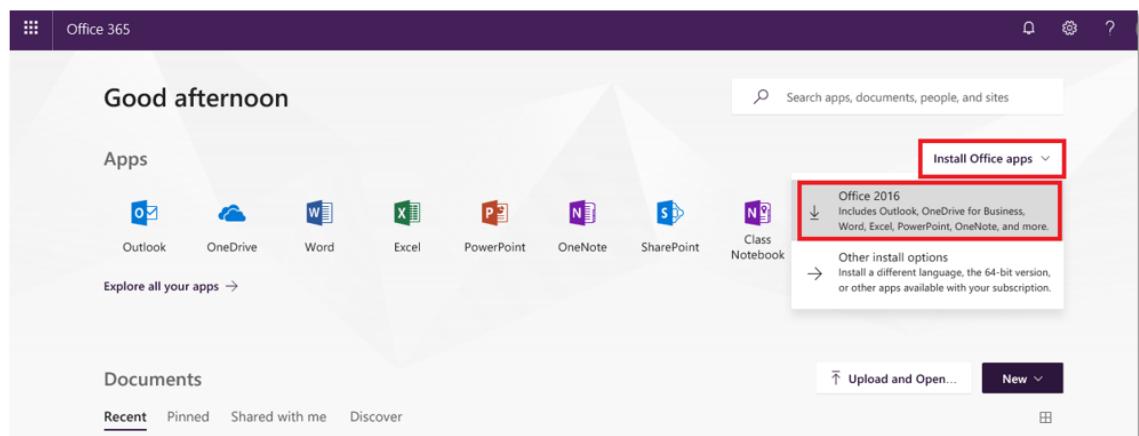 Office 365
?
Good afternoon
Search apps, documents, people, and sites
Apps
Install Office apps
Office 2016
Includes Outlook, OneDrive for Business,
Word, Excel, PowerPoint, OneNote, and more.
Outlook
OneDrive
Word
Excel
PowerPoint
OneNote
SharePoint
Class
Notebook
Other install options
Install a different language, the 64-bit version,
or other apps available with your subscription.
Explore all your apps →
Documents
Upload and Open...
New
Recent Pinned Shared with me Discover